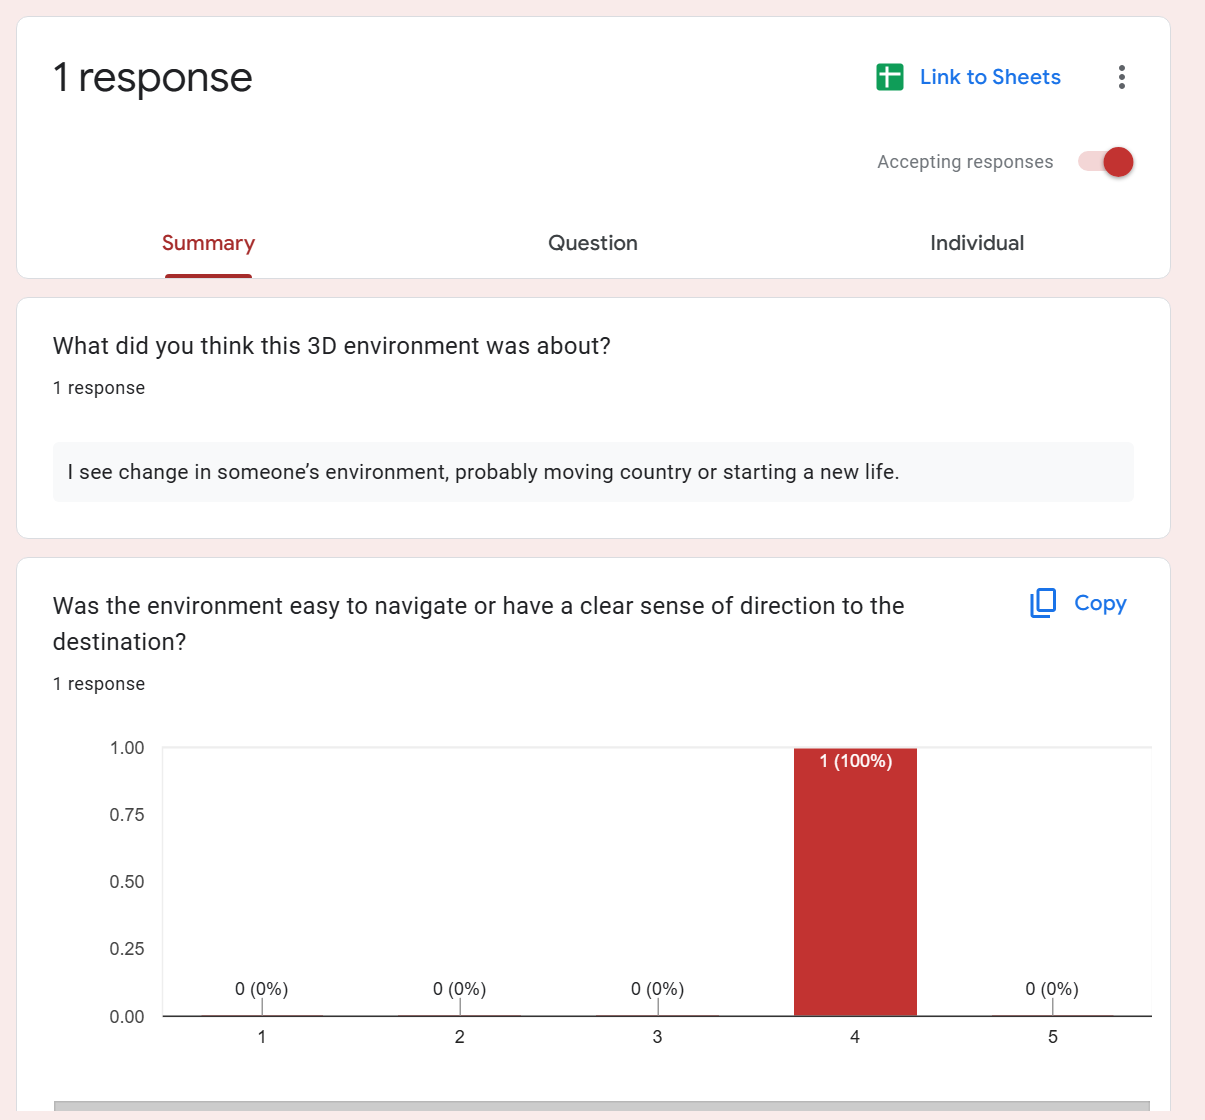 1 response
Link to Sheets
Accepting responses
Summary
Question
Individual
What did you think this 3D environment was about?
1 response
I see change in someone’s environment, probably moving country or starting a new life.
Was the environment easy to navigate or have a clear sense of direction to the
destination?
Copy
1 response
1.00
0.75
0.50
0.25
0.00
0 (0%)
0 (0%)
0 (0%)
1 (100%)
0 (0%)
1
2
3
4
5